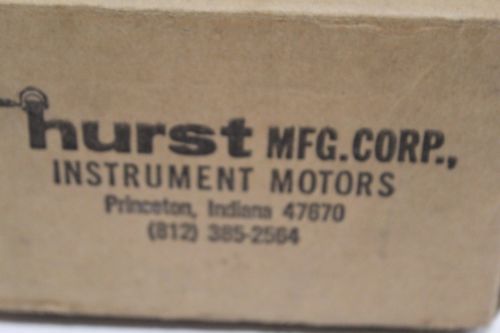 hurst MFG. CORP.,
INSTRUMENT MOTORS
Princeton, Indiana 47670
(812) 385-2564